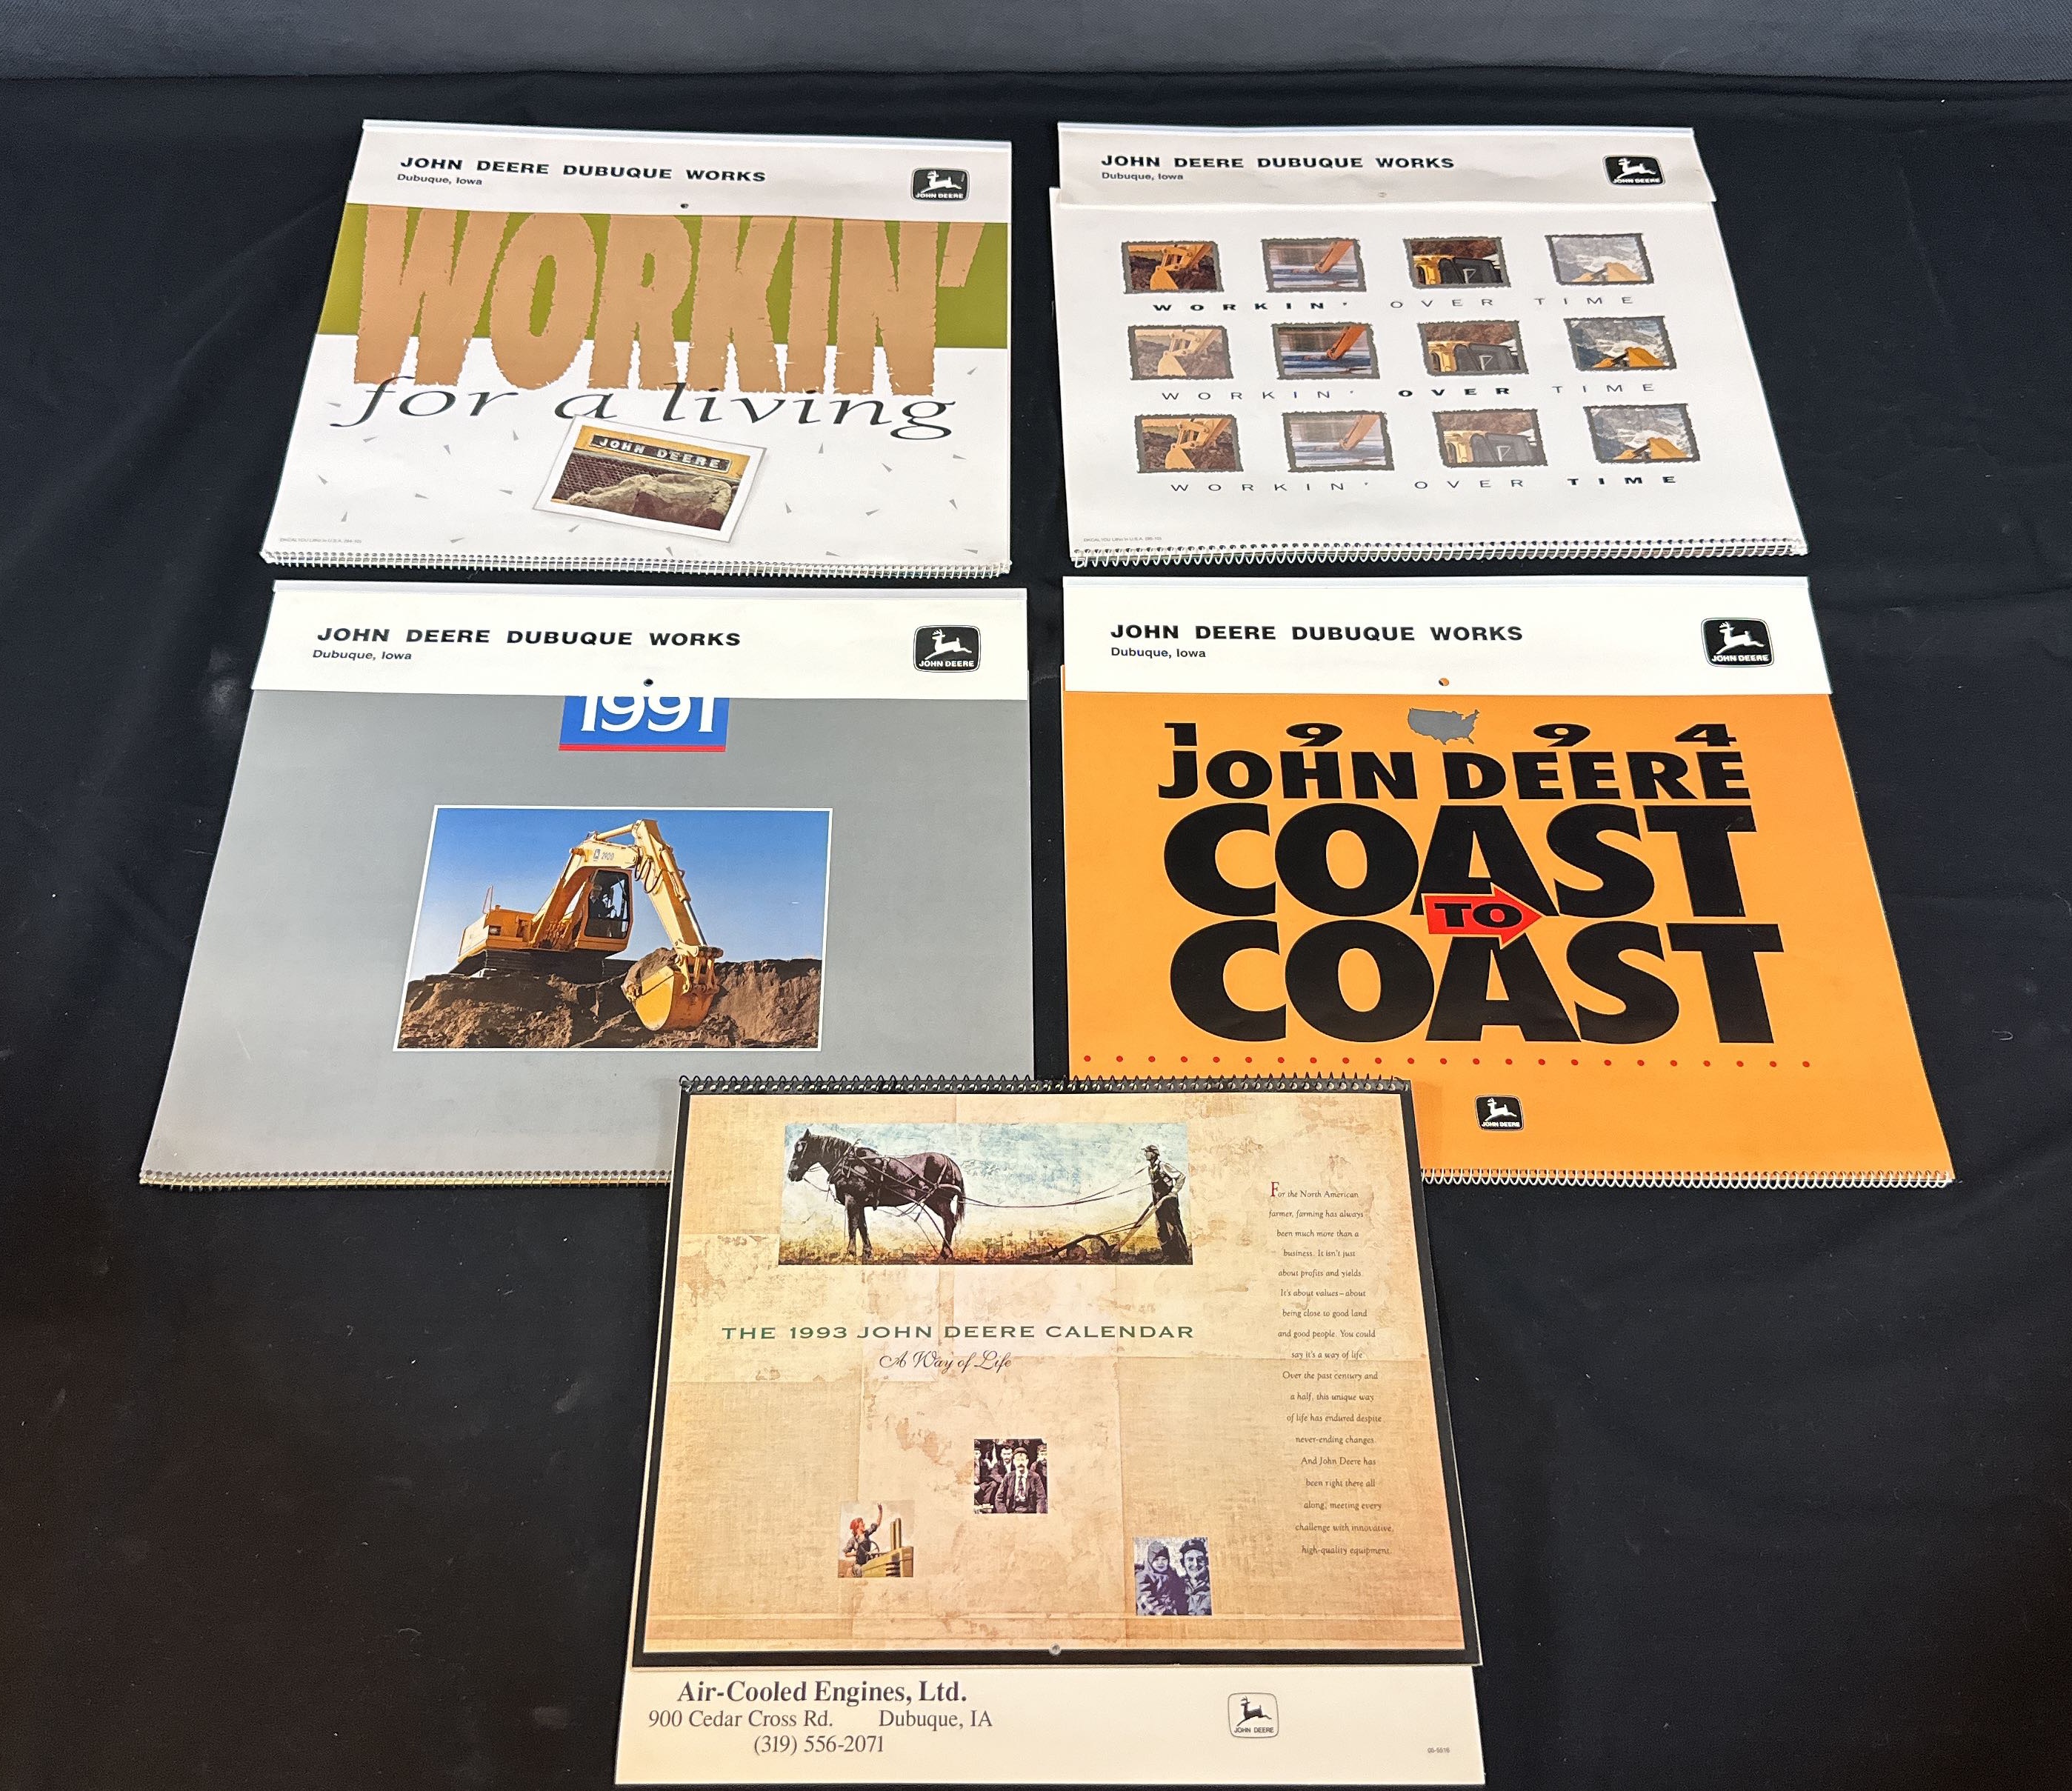 JOHN DEERE DUBUQUE WORKS
Dubuque, Iowa
JOHN DEERE
WORKIN'
for a living
JOHN DEERE
JOHN DEERE DUBUQUE WORKS
Dubuque, Iowa
JOHN DEERE
WORKIN' OVER TIME
WORKIN' OVER TIME
WORKIN' OVER TIME
JOHN DEERE DUBUQUE WORKS
Dubuque, Iowa
JOHN DEERE
1991
JOHN DEERE DUBUQUE WORKS
Dubuque, Iowa
JOHN DEERE
1994
JOHN DEERE
COAST
TO
COAST
JOHN DEERE
For the North American
farmer, farming has always
been much more than a
business. It isn't just
about profits and yields.
It's about values–about
being close to good land
and good people. You could
say it's a way of life.
Over the past century and
a half, this unique way
of life has endured despite
never-ending changes.
And John Deere has
been right there all
along, meeting every
challenge with innovative,
high-quality equipment.
THE 1993 JOHN DEERE CALENDAR
A Way of Life
Air-Cooled Engines, Ltd.
900 Cedar Cross Rd. Dubuque, IA
(319) 556-2071
JOHN DEERE